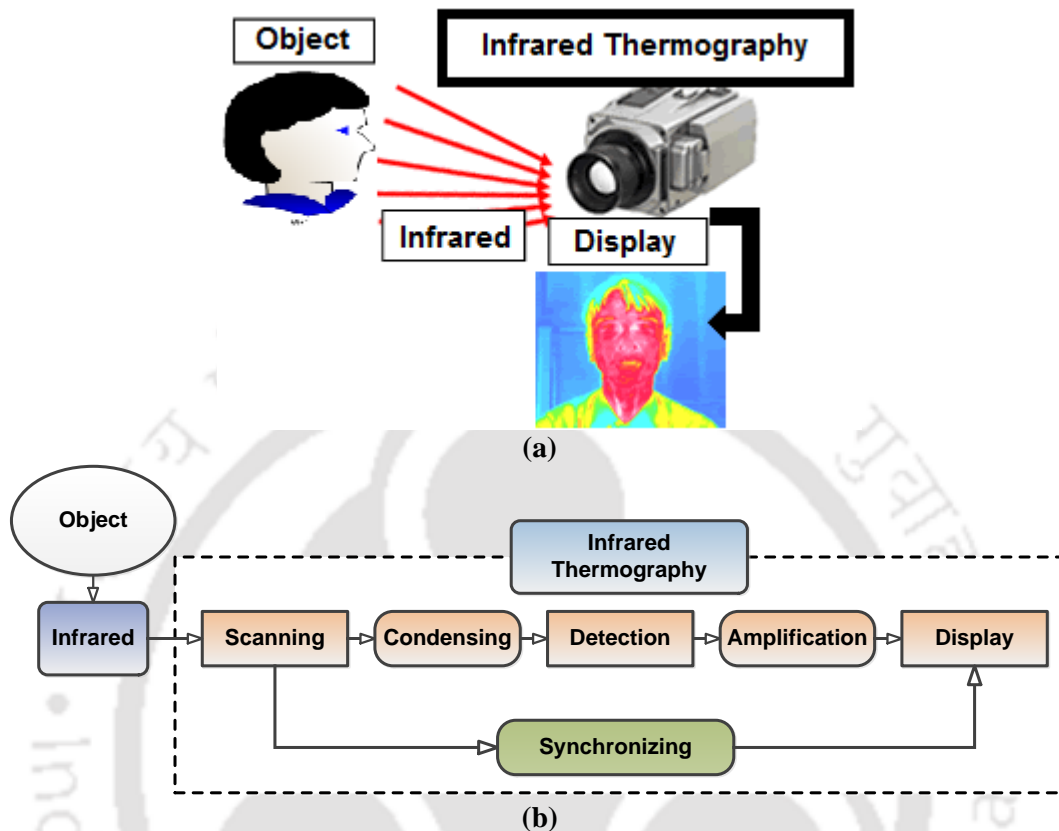 Object
Infrared Thermography
Infrared
Display
(a)
Object
Infrared
Thermography
Infrared
Scanning
Condensing
Detection
Amplification
Display
Synchronizing
(b)